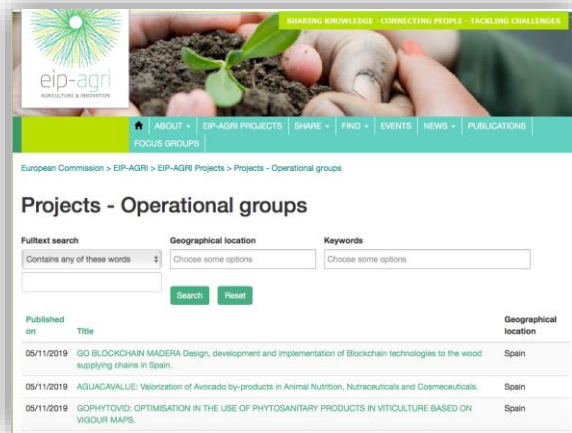 SHARING KNOWLEDGE - CONNECTING PEOPLE - TACKLING CHALLENGES
eip-agri
AGRICULTURE & INNOVATION
ABOUT EIP-AGRI PROJECTS SHARE FIND EVENTS NEWS PUBLICATIONS
FOCUS GROUPS
European Commission > EIP-AGRI > EIP-AGRI Projects > Projects - Operational groups
Projects - Operational groups
Fulltext search Geographical location Keywords
Contains any of these words Choose some options Choose some options
Search Reset
Published on Title Geographical location
05/11/2019 GO BLOCKCHAIN MADERA Design, development and implementation of Blockchain technologies to the wood Spain
supplying chains in Spain.
05/11/2019 AGUACAVALUE: Valorization of Avocado by-products in Animal Nutrition, Nutraceuticals and Cosmeceuticals. Spain
05/11/2019 GOPHYTOVID: OPTIMISATION IN THE USE OF PHYTOSANITARY PRODUCTS IN VITICULTURE BASED ON Spain
VIGOUR MAPS.